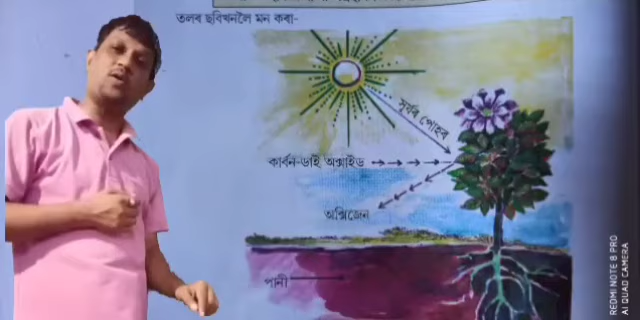 তলৰ ছবিখনলৈ মন কৰা-
সূৰ্যৰ পোহৰ
কাৰ্বন-ডাই অক্সাইড
অক্সিজেন
পানী
REDMI NOTE 8 PRO
AI QUAD CAMERA